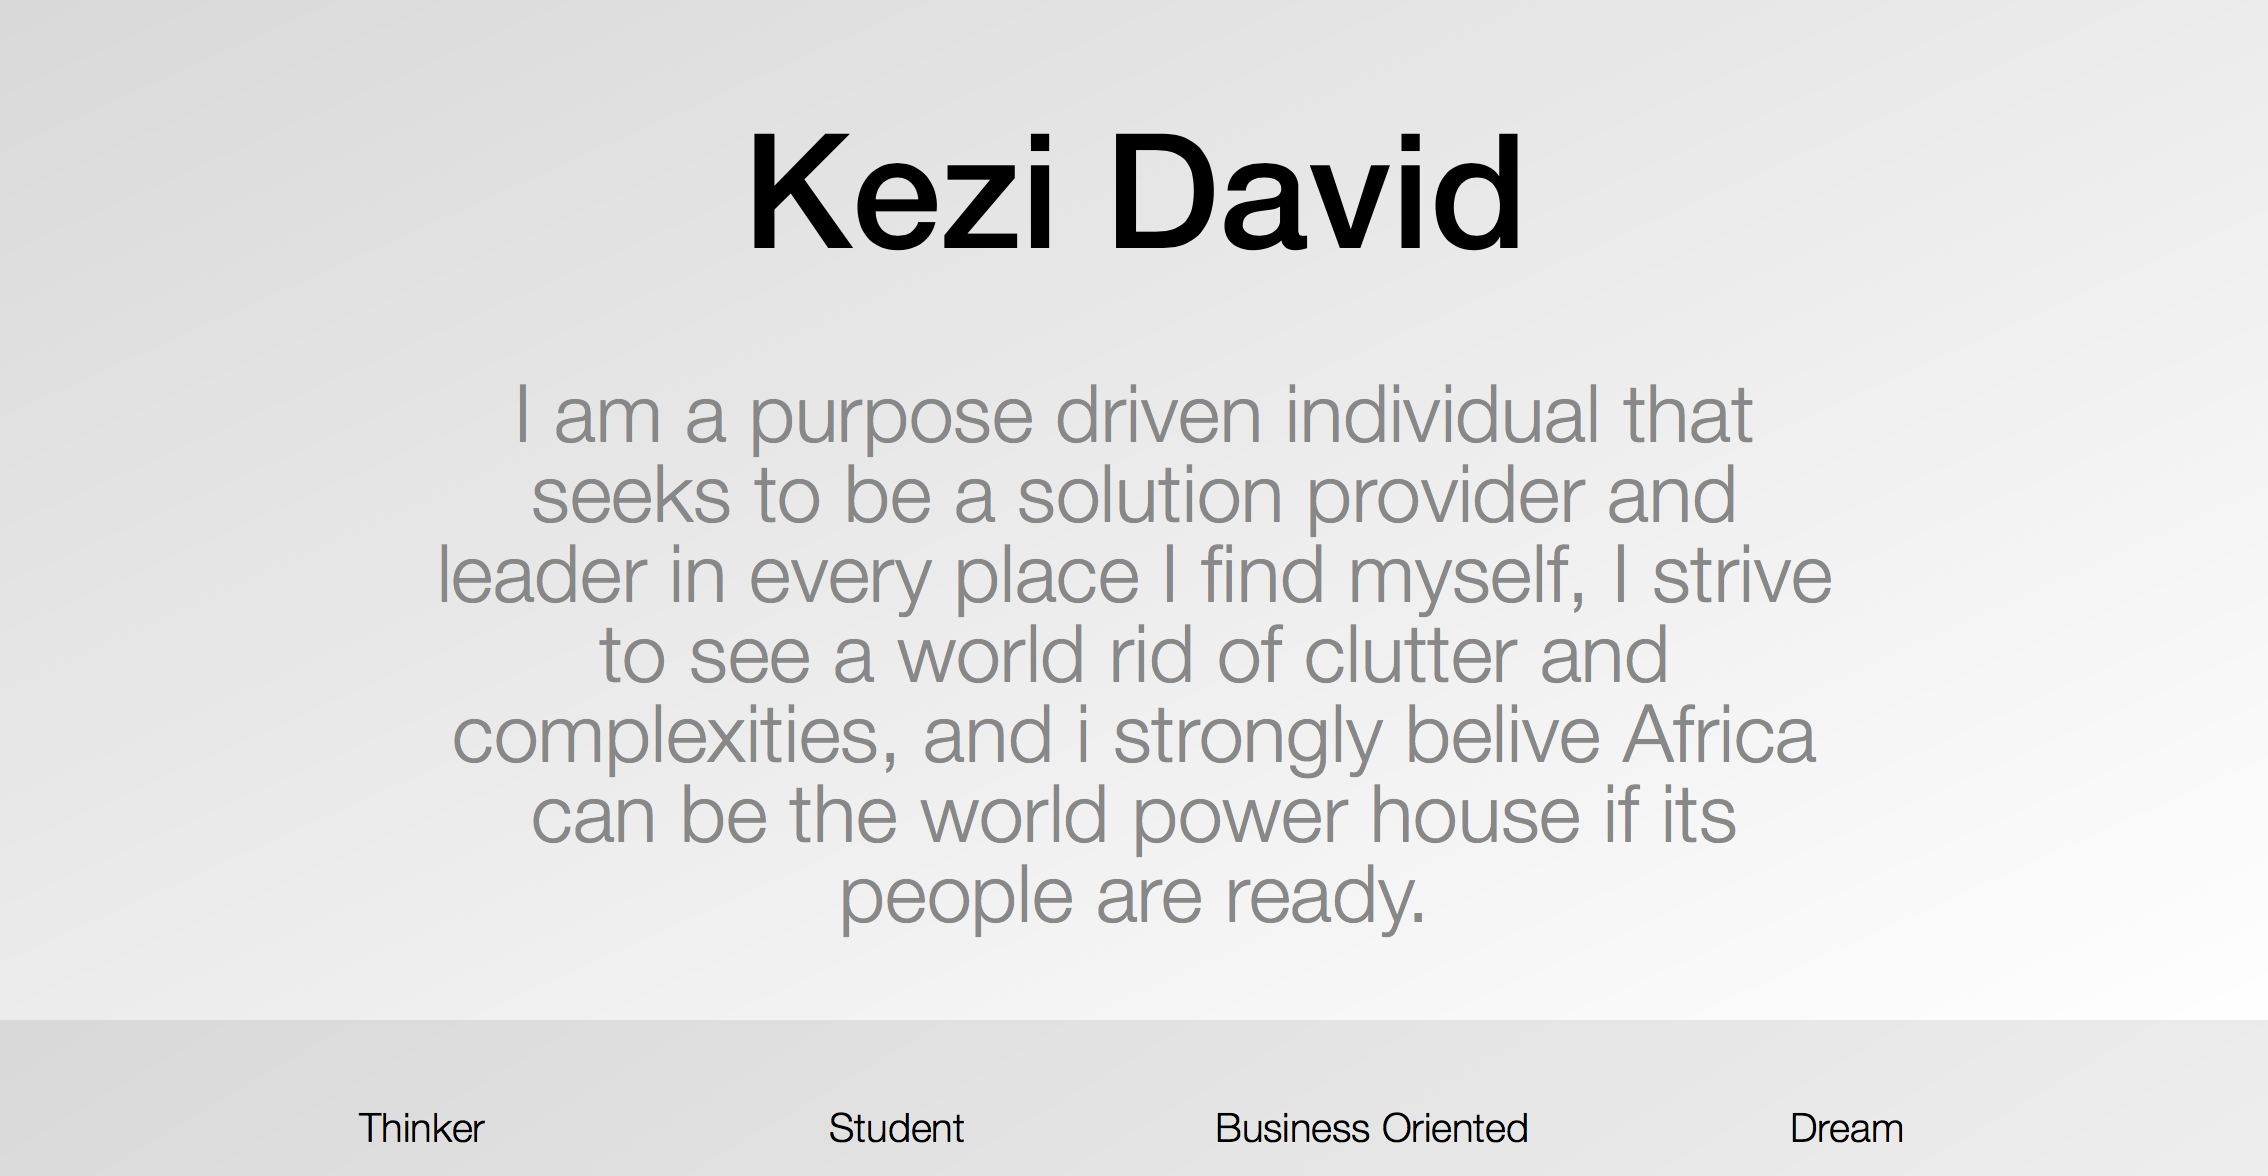 Kezi David
I am a purpose driven individual that
seeks to be a solution provider and
leader in every place I find myself, I strive
to see a world rid of clutter and
complexities, and i strongly belive Africa
can be the world power house if its
people are ready.
Thinker Student Business Oriented Dream